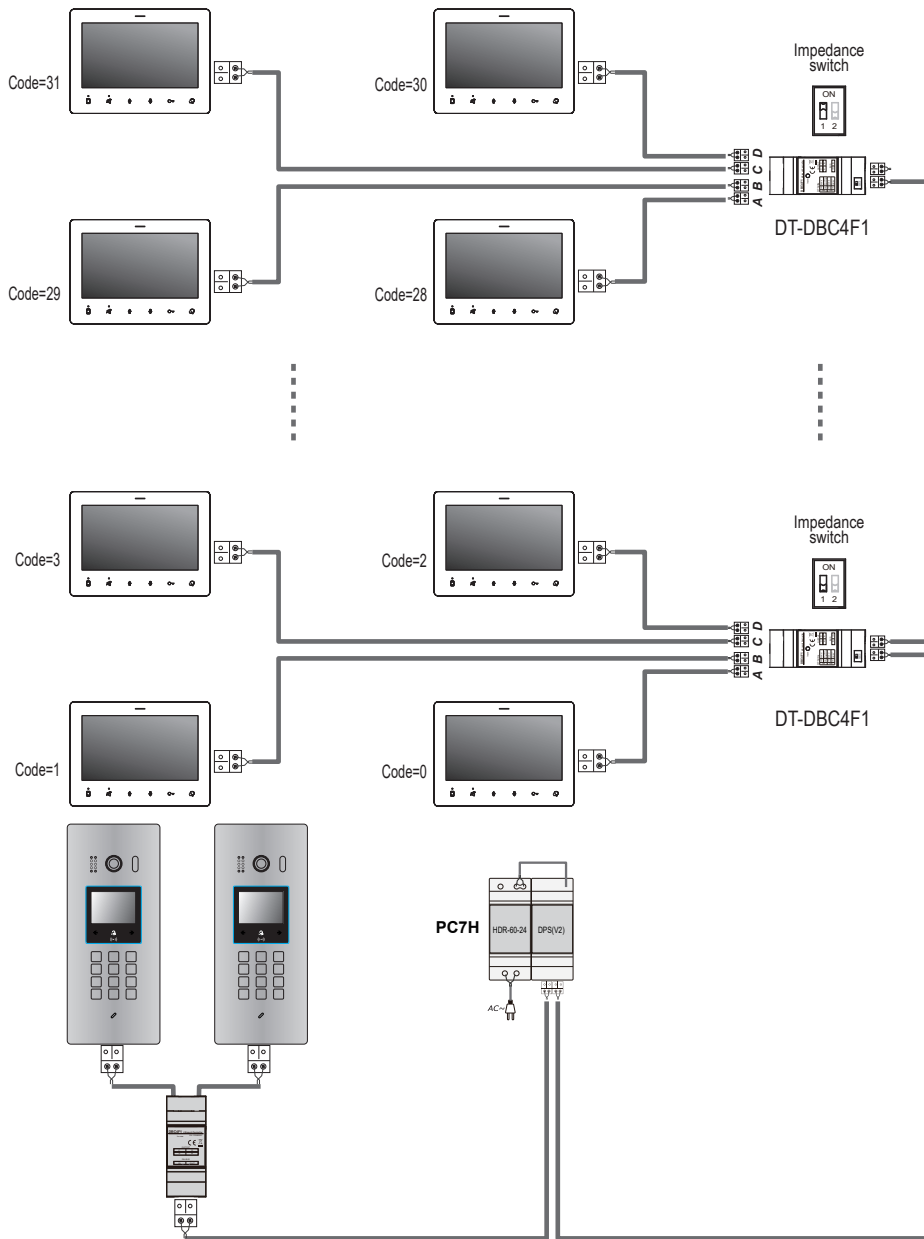 Code=31
Code=30
Impedance
switch
ON
1 2
D
C
B
A
DT-DBC4F1
Code=29
Code=28
Code=3
Code=2
Impedance
switch
ON
1 2
D
C
B
A
DT-DBC4F1
Code=1
Code=0
PC7H
HDR-60-24
DPS(V2)
AC~
CE